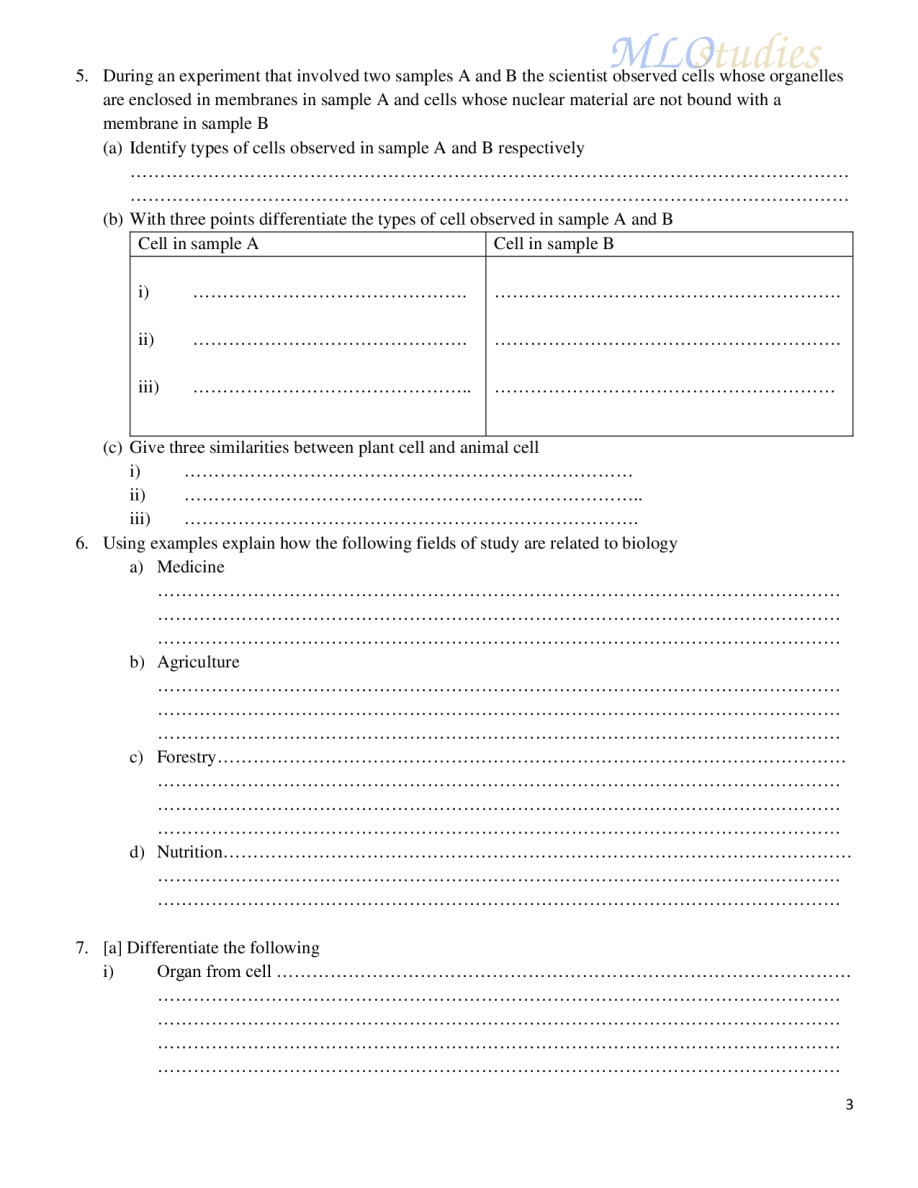 MLOstudies
5. During an experiment that involved two samples A and B the scientist observed cells whose organelles
are enclosed in membranes in sample A and cells whose nuclear material are not bound with a
membrane in sample B
(a) Identify types of cells observed in sample A and B respectively
………………………………………………………………………………………………………
………………………………………………………………………………………………………
(b) With three points differentiate the types of cell observed in sample A and B
Cell in sample A Cell in sample B
i) ………………………………………. ………………………………………………….
ii) ………………………………………. ………………………………………………….
iii) ……………………………………….. …………………………………………………
(c) Give three similarities between plant cell and animal cell
i) …………………………………………………………………
ii) …………………………………………………………………..
iii) ………………………………………………………………….
6. Using examples explain how the following fields of study are related to biology
a) Medicine
……………………………………………………………………………………………………
……………………………………………………………………………………………………
……………………………………………………………………………………………………
b) Agriculture
……………………………………………………………………………………………………
……………………………………………………………………………………………………
……………………………………………………………………………………………………
c) Forestry……………………………………………………………………………………………
……………………………………………………………………………………………………
……………………………………………………………………………………………………
……………………………………………………………………………………………………
d) Nutrition……………………………………………………………………………………………
……………………………………………………………………………………………………
……………………………………………………………………………………………………
7. [a] Differentiate the following
i) Organ from cell ……………………………………………………………………………………
……………………………………………………………………………………………………
……………………………………………………………………………………………………
……………………………………………………………………………………………………
……………………………………………………………………………………………………
3